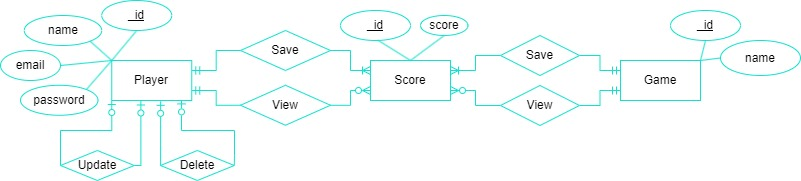 _id
name
email
password
Player
Update
Delete
Save
View
_id
score
Score
Save
View
_id
name
Game